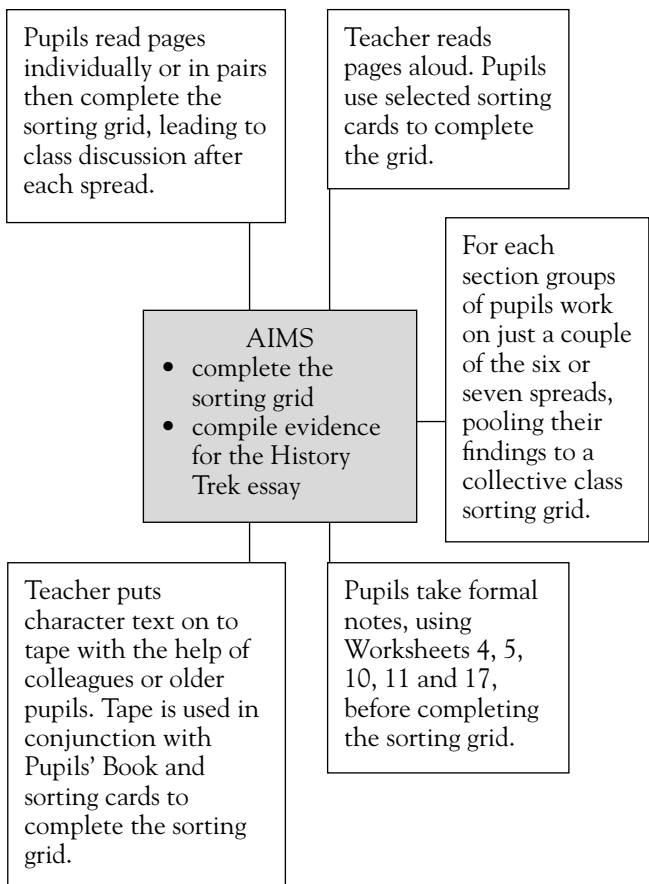 Pupils read pages
individually or in pairs
then complete the
sorting grid, leading to
class discussion after
each spread.
Teacher reads
pages aloud. Pupils
use selected sorting
cards to complete
the grid.
For each
section groups
of pupils work
on just a couple
of the six or
seven spreads,
pooling their
findings to a
collective class
sorting grid.
AIMS
• complete the
sorting grid
• compile evidence
for the History
Trek essay
Teacher puts
character text on to
tape with the help of
colleagues or older
pupils. Tape is used in
conjunction with
Pupils’ Book and
sorting cards to
complete the sorting
grid.
Pupils take formal
notes, using
Worksheets 4, 5,
10, 11 and 17,
before completing
the sorting grid.